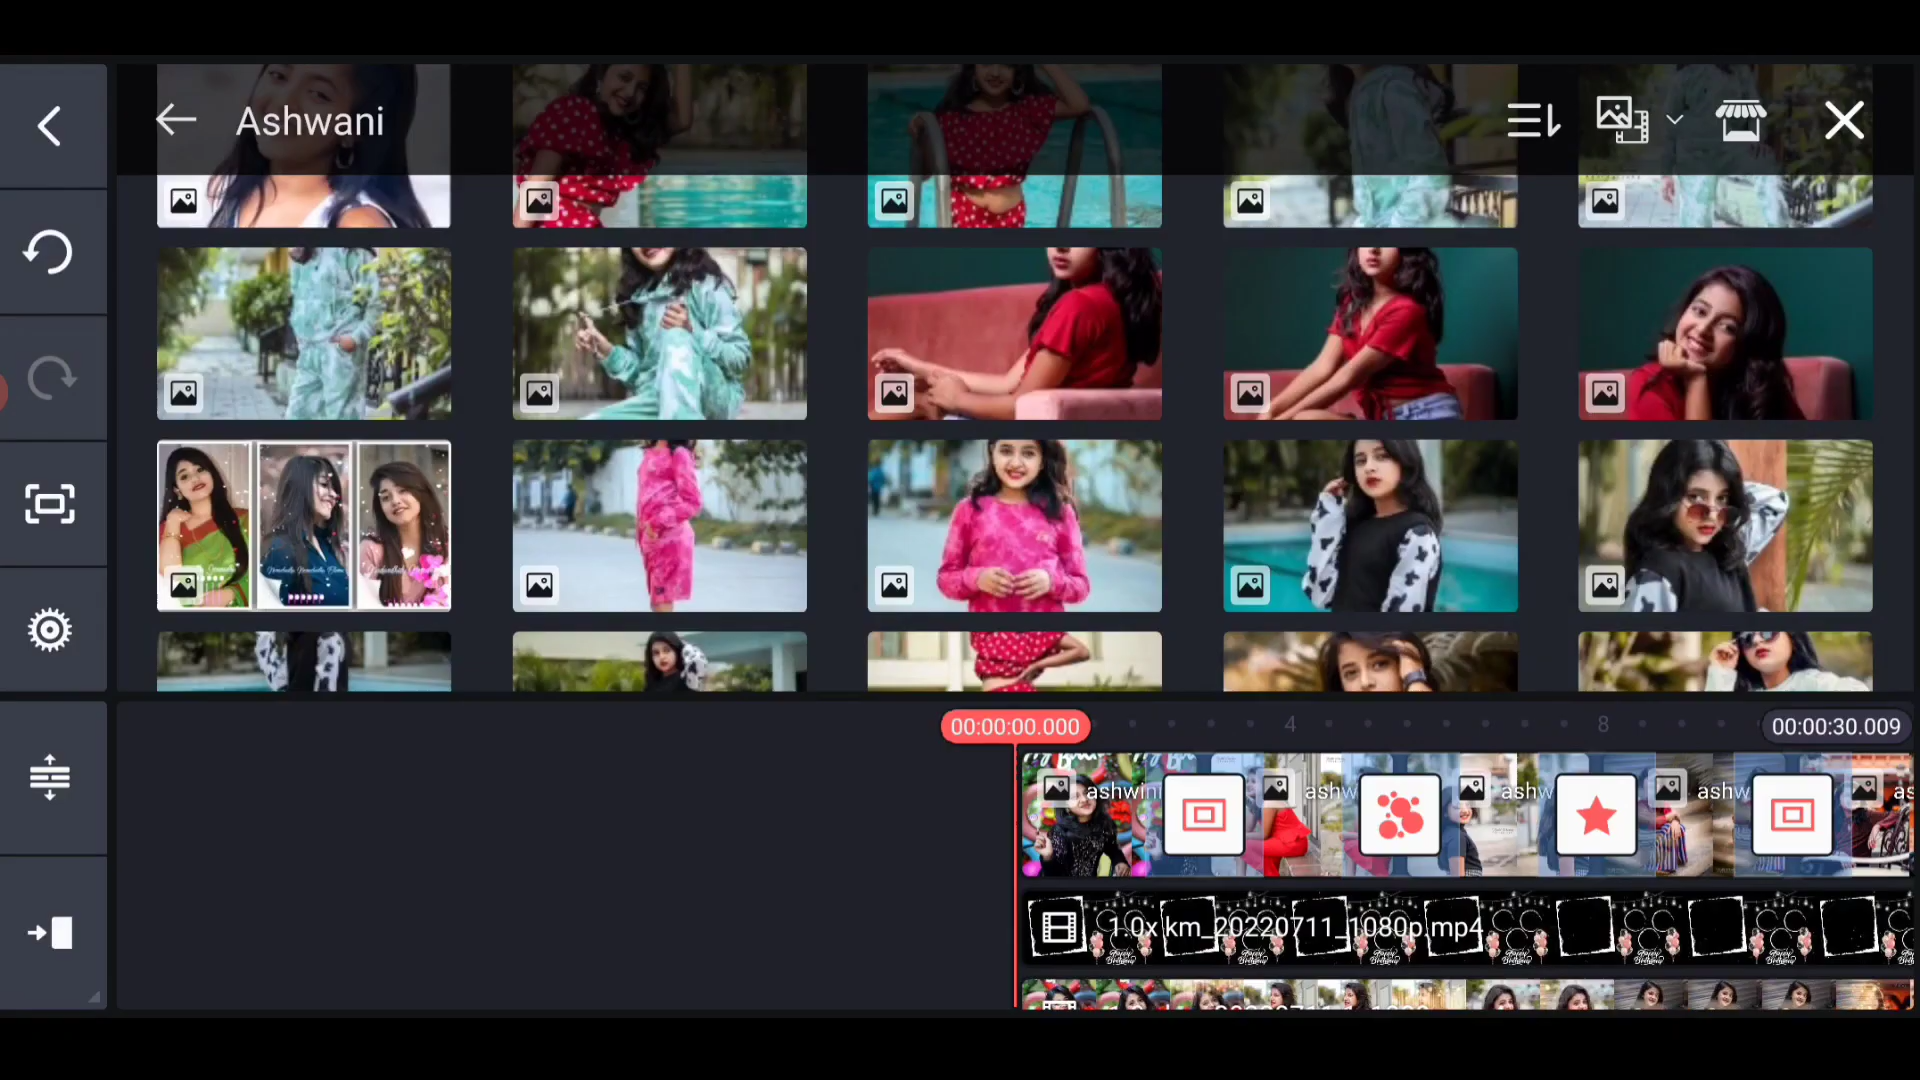 Ashwani
00:00:00.000
4
8
00:00:30.009
ashwini
ashw
ashw
ashw
as
1.0x km_20220711_1080p.mp4